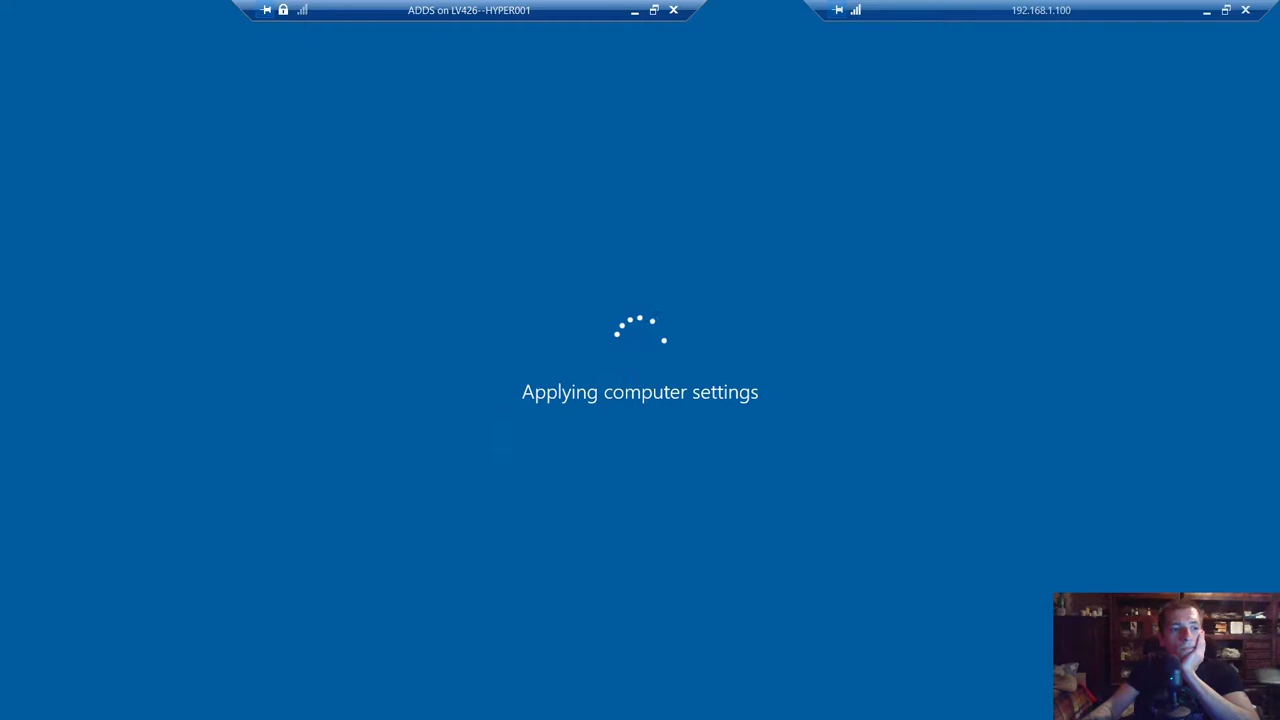 ADDS on LV426--HYPER001
192.168.1.100
Applying computer settings